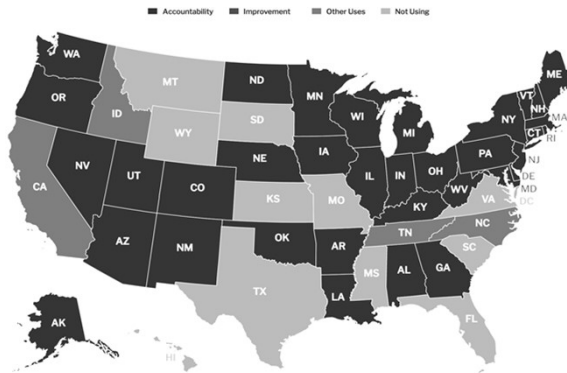 Accountability Improvement Other Uses Not Using
WA
OR
ID
MT
WY
ND
SD
NE
MN
WI
IA
MI
NY
VT
NH
ME
MA
CT
RI
NJ
PA
DE
MD
DC
CA
NV
UT
CO
KS
MO
IL
IN
OH
KY
WV
VA
NC
TN
SC
AZ
NM
OK
AR
MS
AL
GA
TX
LA
FL
AK
HI